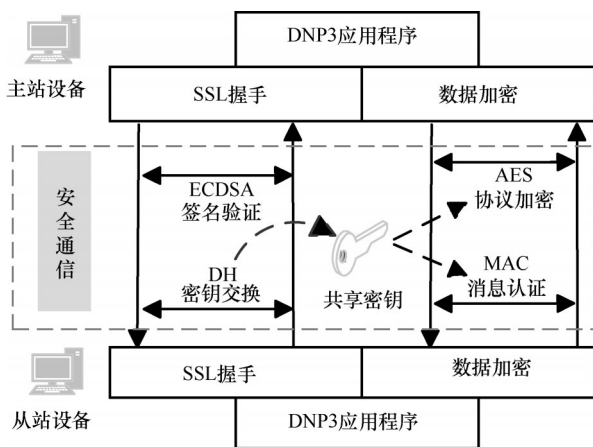 DNP3应用程序
主站设备
SSL握手
数据加密
安全通信
ECDSA
签名验证
AES
协议加密
DH
密钥交换
共享密钥
MAC
消息认证
SSL握手
数据加密
从站设备
DNP3应用程序